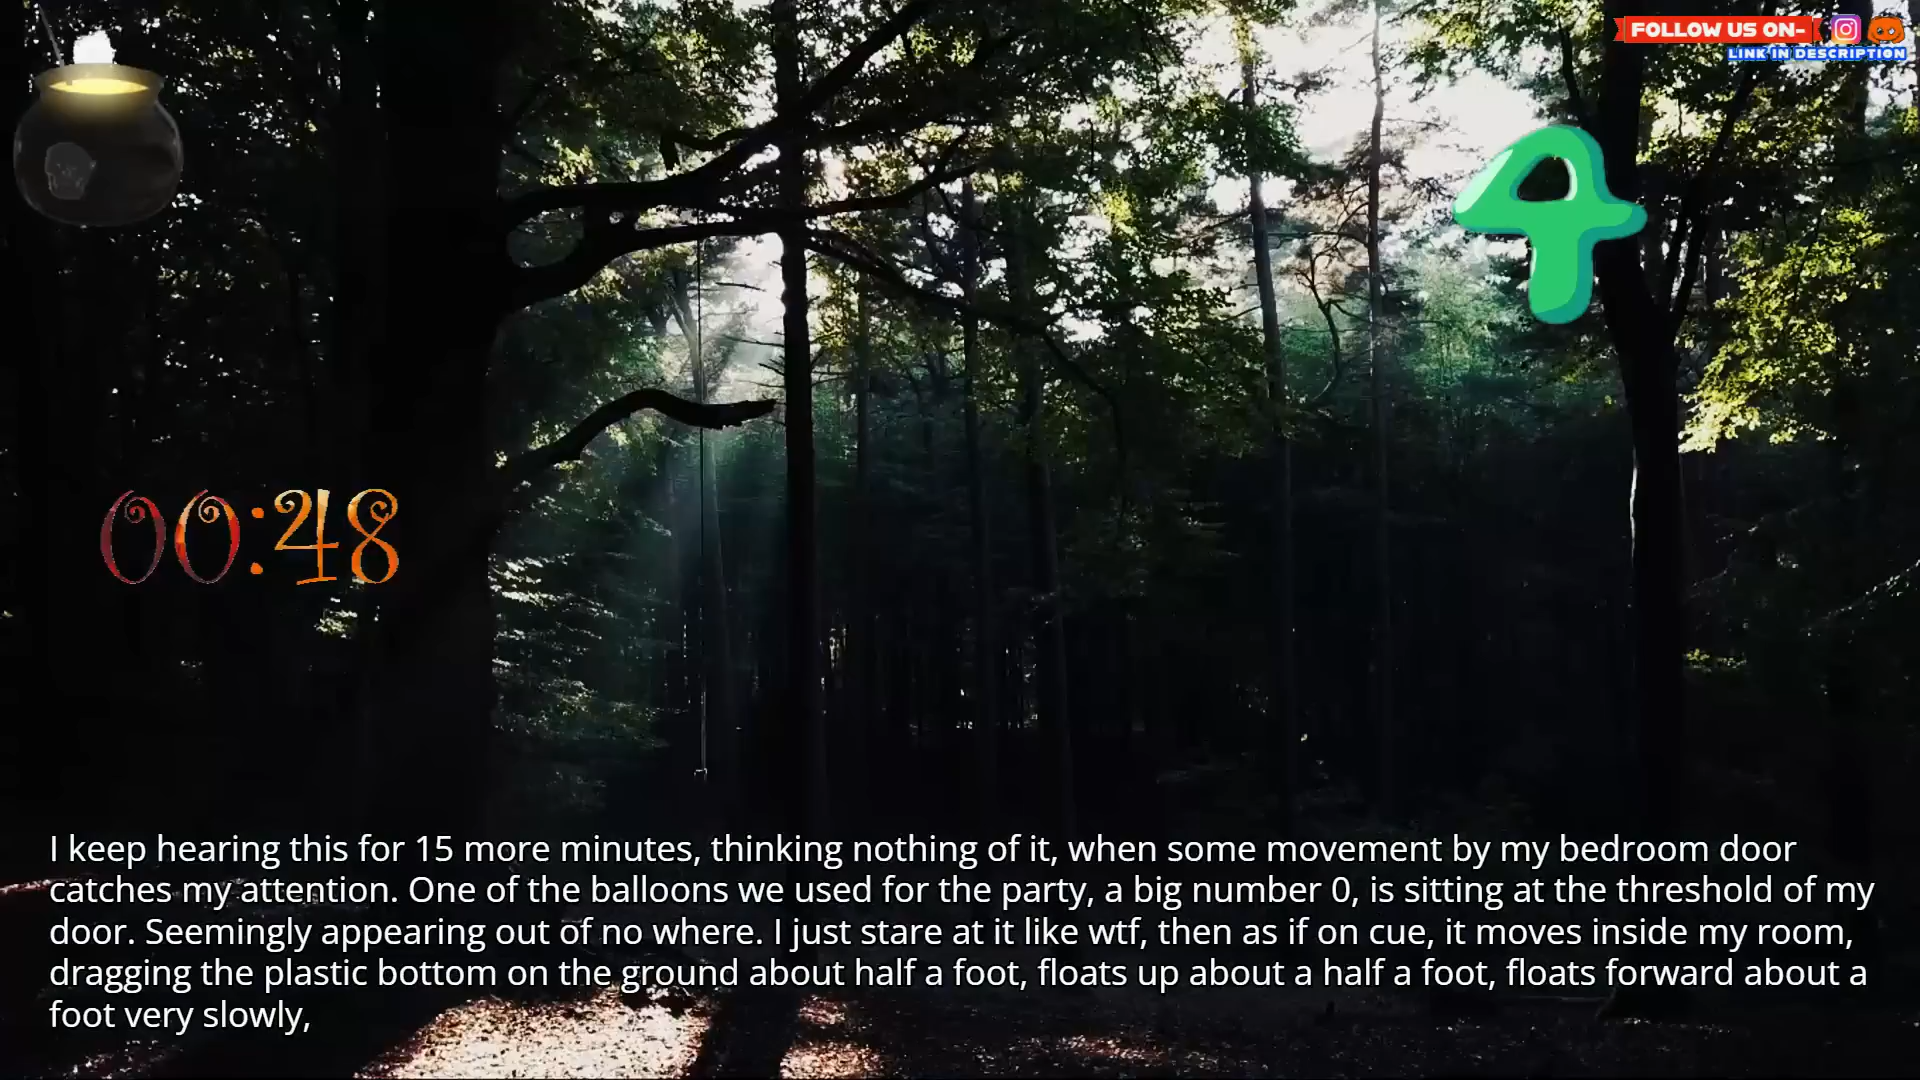 FOLLOW US ON-
LINK IN DESCRIPTION
4
00:48
I keep hearing this for 15 more minutes, thinking nothing of it, when some movement by my bedroom door
catches my attention. One of the balloons we used for the party, a big number 0, is sitting at the threshold of my
door. Seemingly appearing out of no where. I just stare at it like wtf, then as if on cue, it moves inside my room,
dragging the plastic bottom on the ground about half a foot, floats up about a half a foot, floats forward about a
foot very slowly,